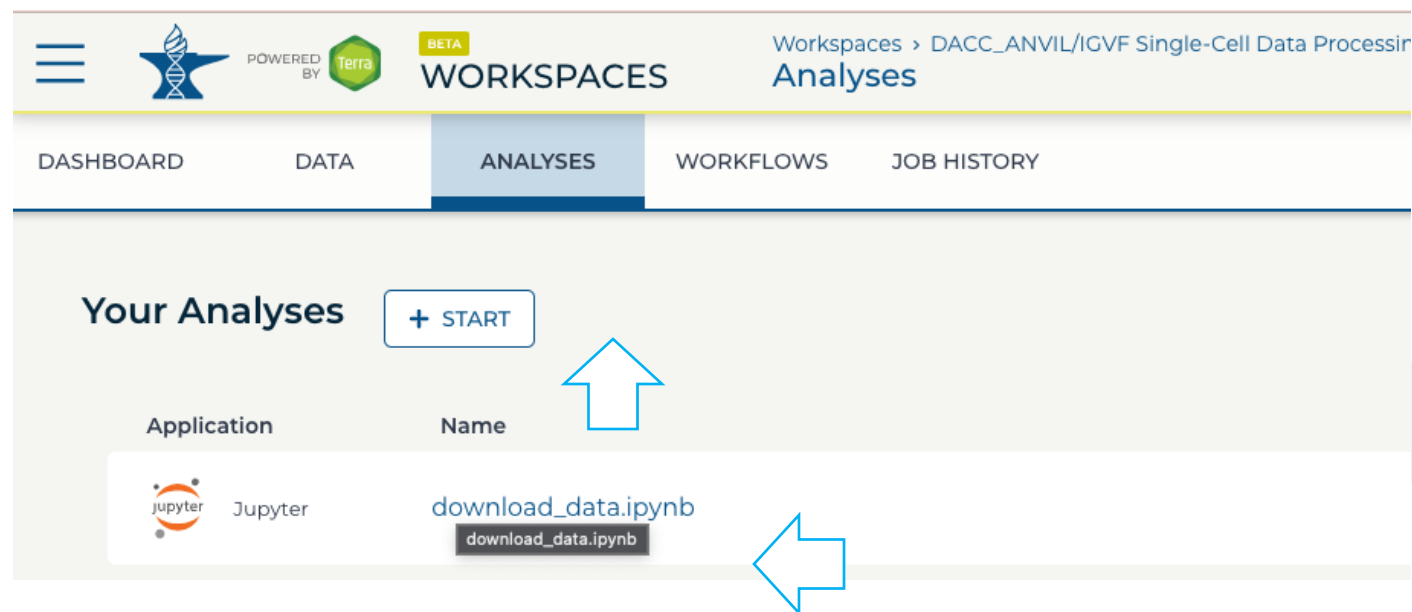 POWERED
BY
Terra
BETA
WORKSPACES
Workspaces › DACC_ANVIL/IGVF Single-Cell Data Processin
Analyses
DASHBOARD DATA ANALYSES WORKFLOWS JOB HISTORY
Your Analyses + START
Application Name
jupyter Jupyter download_data.ipynb
download_data.ipynb